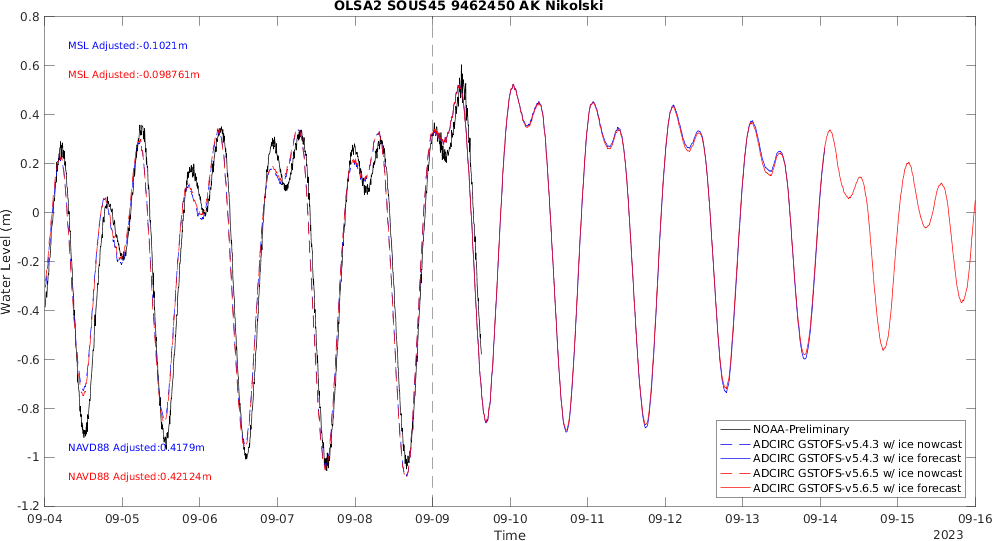 OLSA2 SOUS45 9462450 AK Nikolski
MSL Adjusted:-0.1021m
MSL Adjusted:-0.098761m
NAVD88 Adjusted:0.4179m
NAVD88 Adjusted:0.42124m
Water Level (m)
0.8
0.6
0.4
0.2
0
-0.2
-0.4
-0.6
-0.8
-1
-1.2
NOAA-Preliminary
ADCIRC GSTOFS-v5.4.3 w/ ice nowcast
ADCIRC GSTOFS-v5.4.3 w/ ice forecast
ADCIRC GSTOFS-v5.6.5 w/ ice nowcast
ADCIRC GSTOFS-v5.6.5 w/ ice forecast
09-04 09-05 09-06 09-07 09-08 09-09 09-10 09-11 09-12 09-13 09-14 09-15 09-16
Time
2023